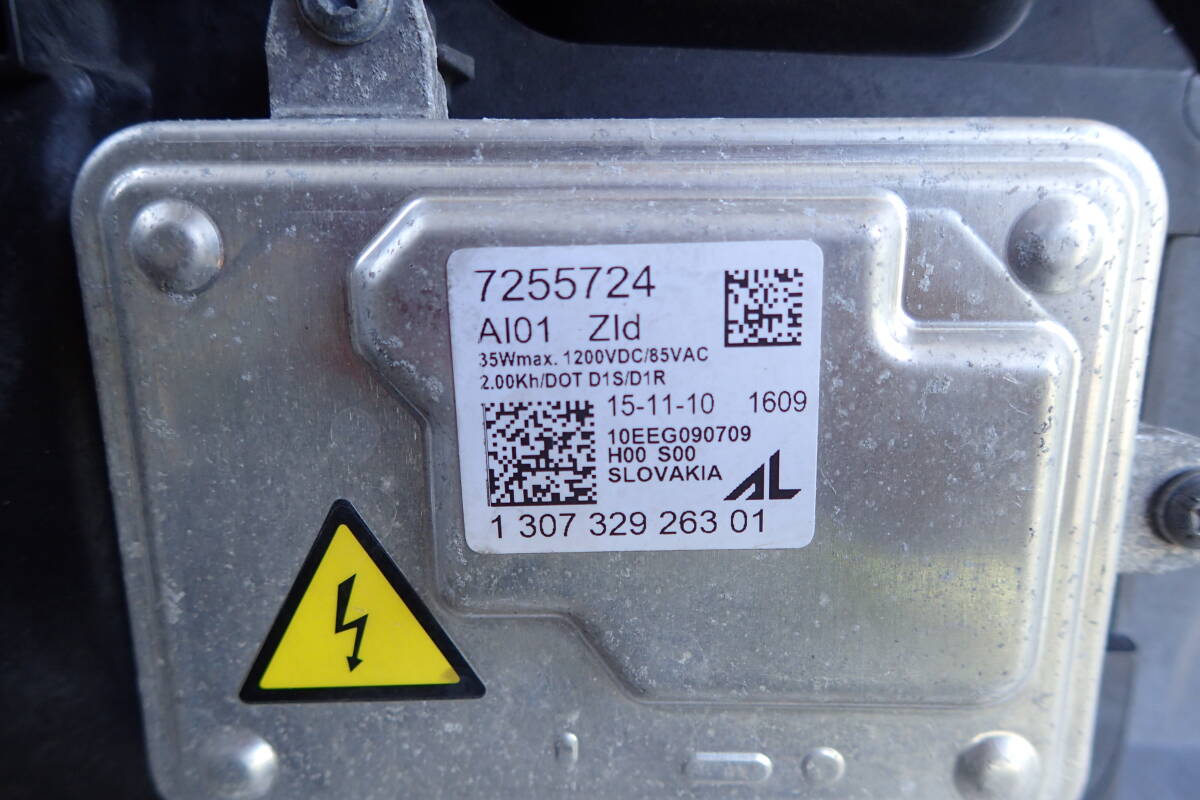 7255724
AI01 Zld
35Wmax. 1200VDC/85VAC
2.00Kh/DOT D1S/D1R
15-11-10 1609
10EEG090709
H00 S00
SLOVAKIA AL
1 307 329 263 01